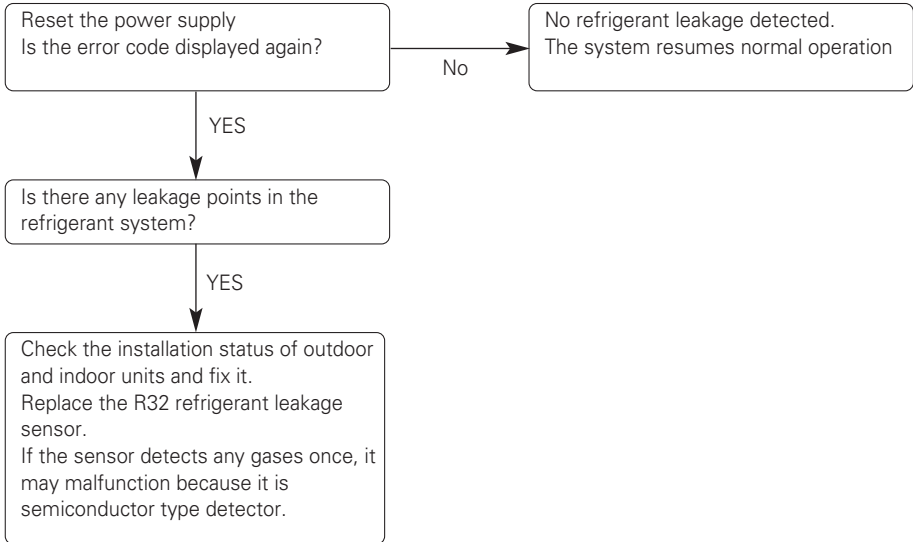 Reset the power supply
Is the error code displayed again?
No
No refrigerant leakage detected.
The system resumes normal operation
YES
Is there any leakage points in the
refrigerant system?
YES
Check the installation status of outdoor
and indoor units and fix it.
Replace the R32 refrigerant leakage
sensor.
If the sensor detects any gases once, it
may malfunction because it is
semiconductor type detector.